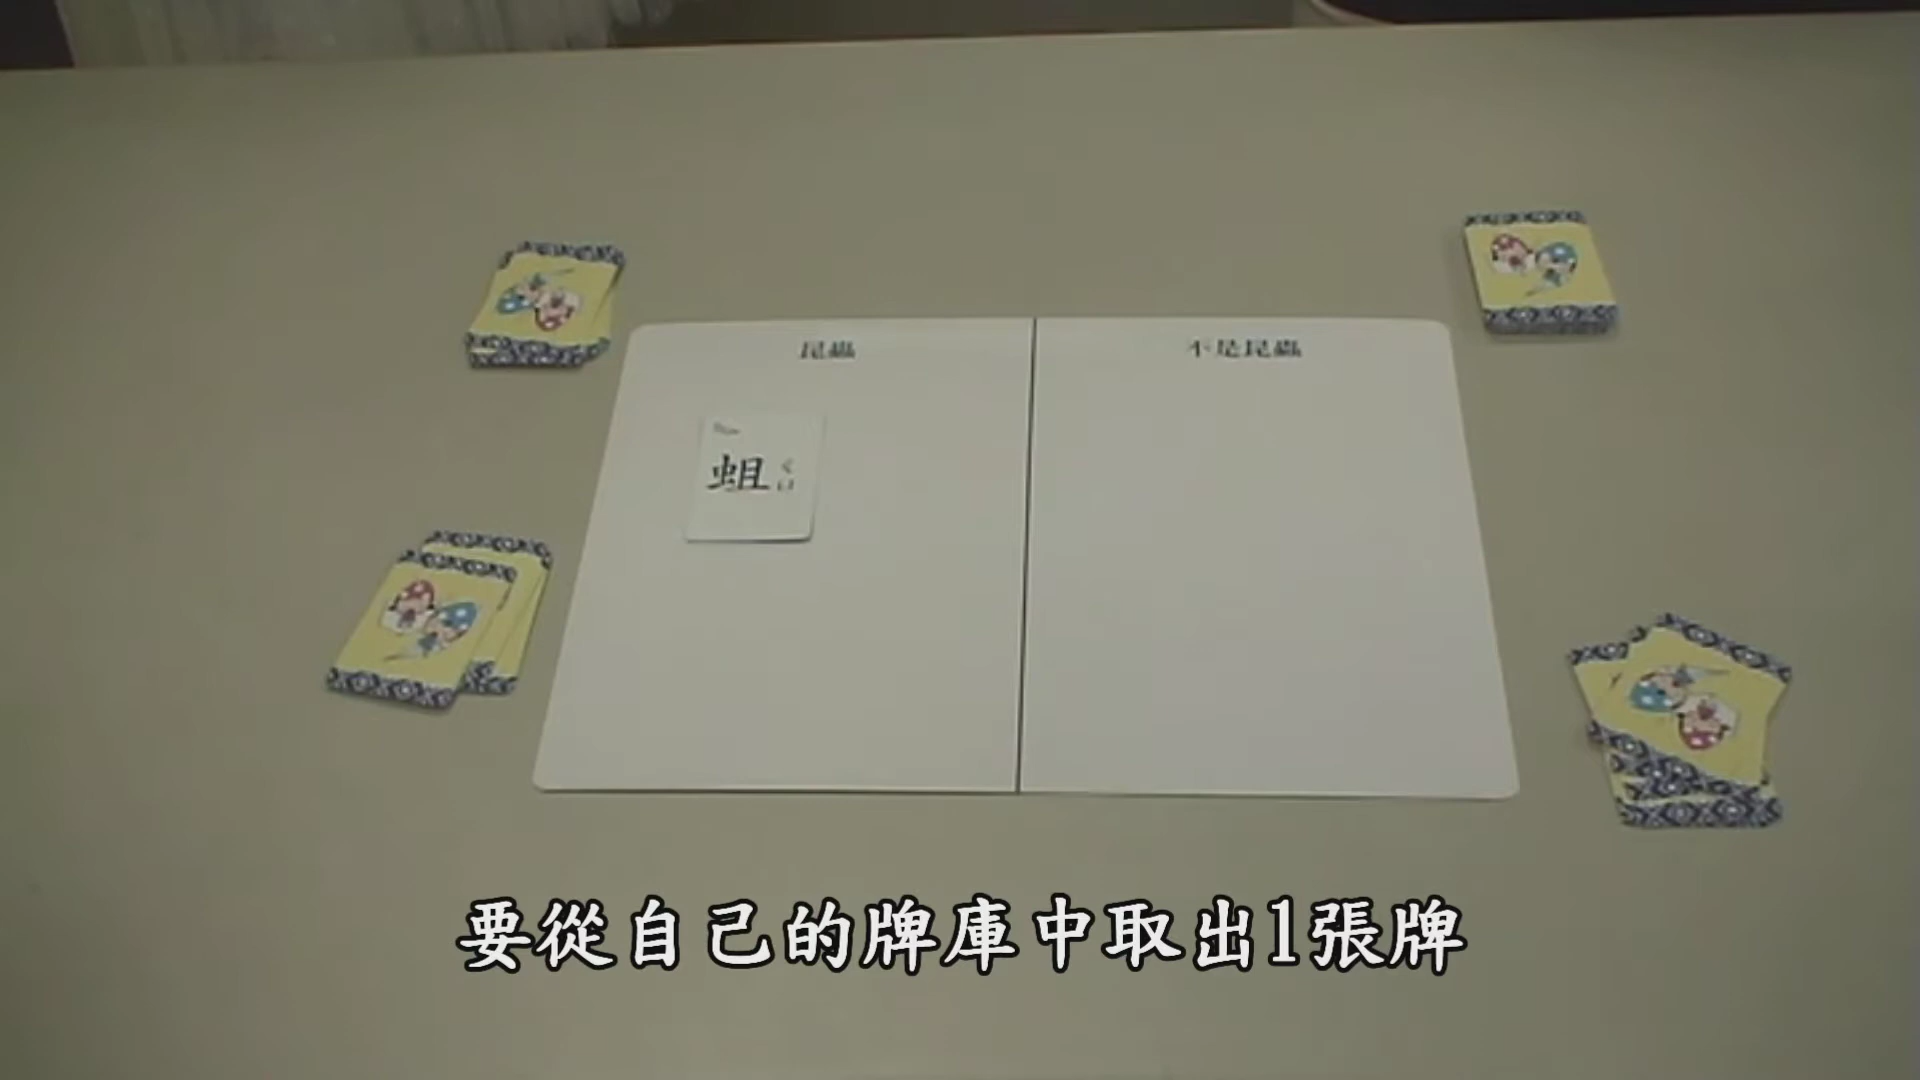 昆蟲
不是昆蟲
蛆
ㄑㄩ
要從自己的牌庫中取出1張牌